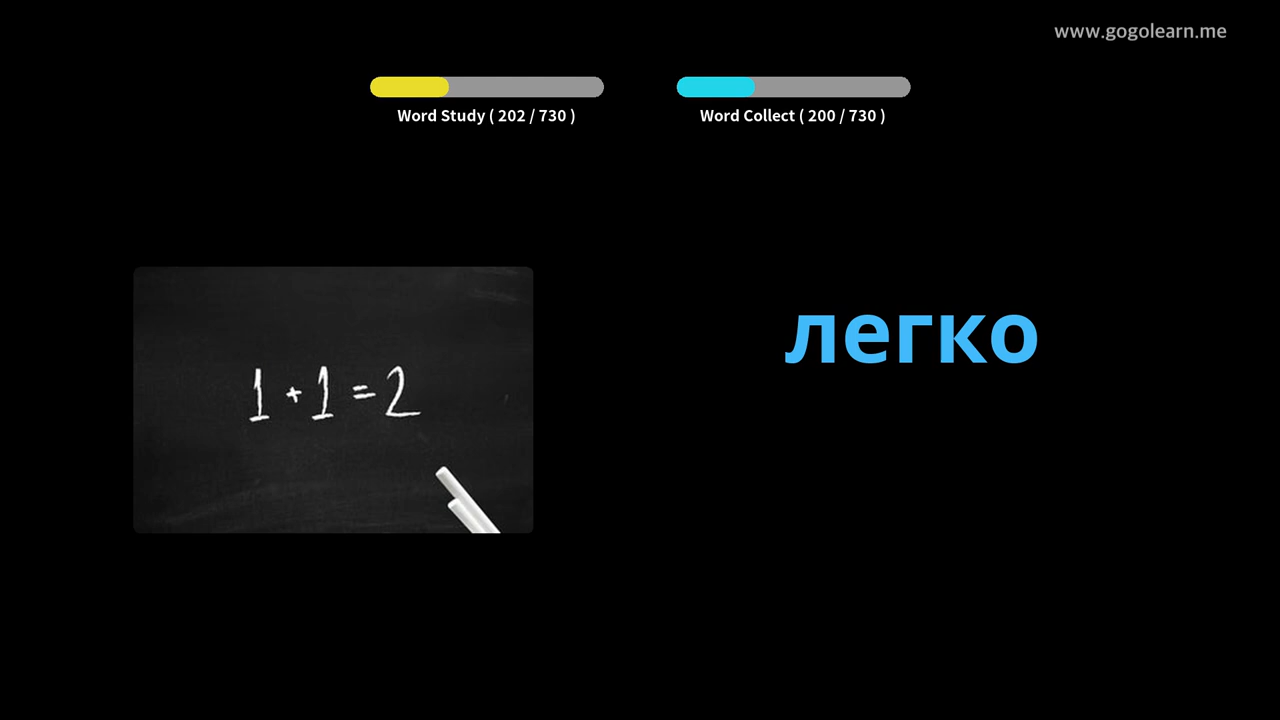 www.gogolearn.me
Word Study ( 202 / 730 )
Word Collect ( 200 / 730 )
1 + 1 = 2
легко